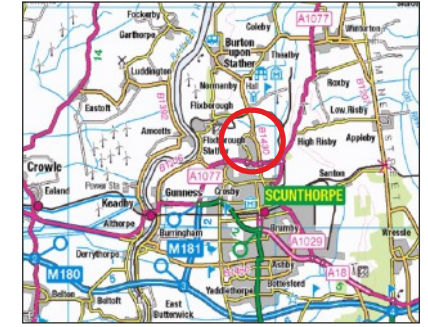 Fockerby
Garthorpe
Coleby
A1077
Winterton
Burton
upon
Stather
Thealby
Luddington
Normanby Hall
Roxby
Eastoft
Flixborough
Low Risby
B1430
Amcotts
Flixborough
Stather
High Risby
Appleby
Crowle
Santon
A1077
Ealand
Power Sta
Gunness
Crosby
SCUNTHORPE
Keadby
Althorpe
Burringham
Brumby
Wressle
M181
A1029
Derrythorpe
Ashby
M180
A18
Yaddlethorpe
Bottesford
Belton
Beltoft
East
Butterwick
4